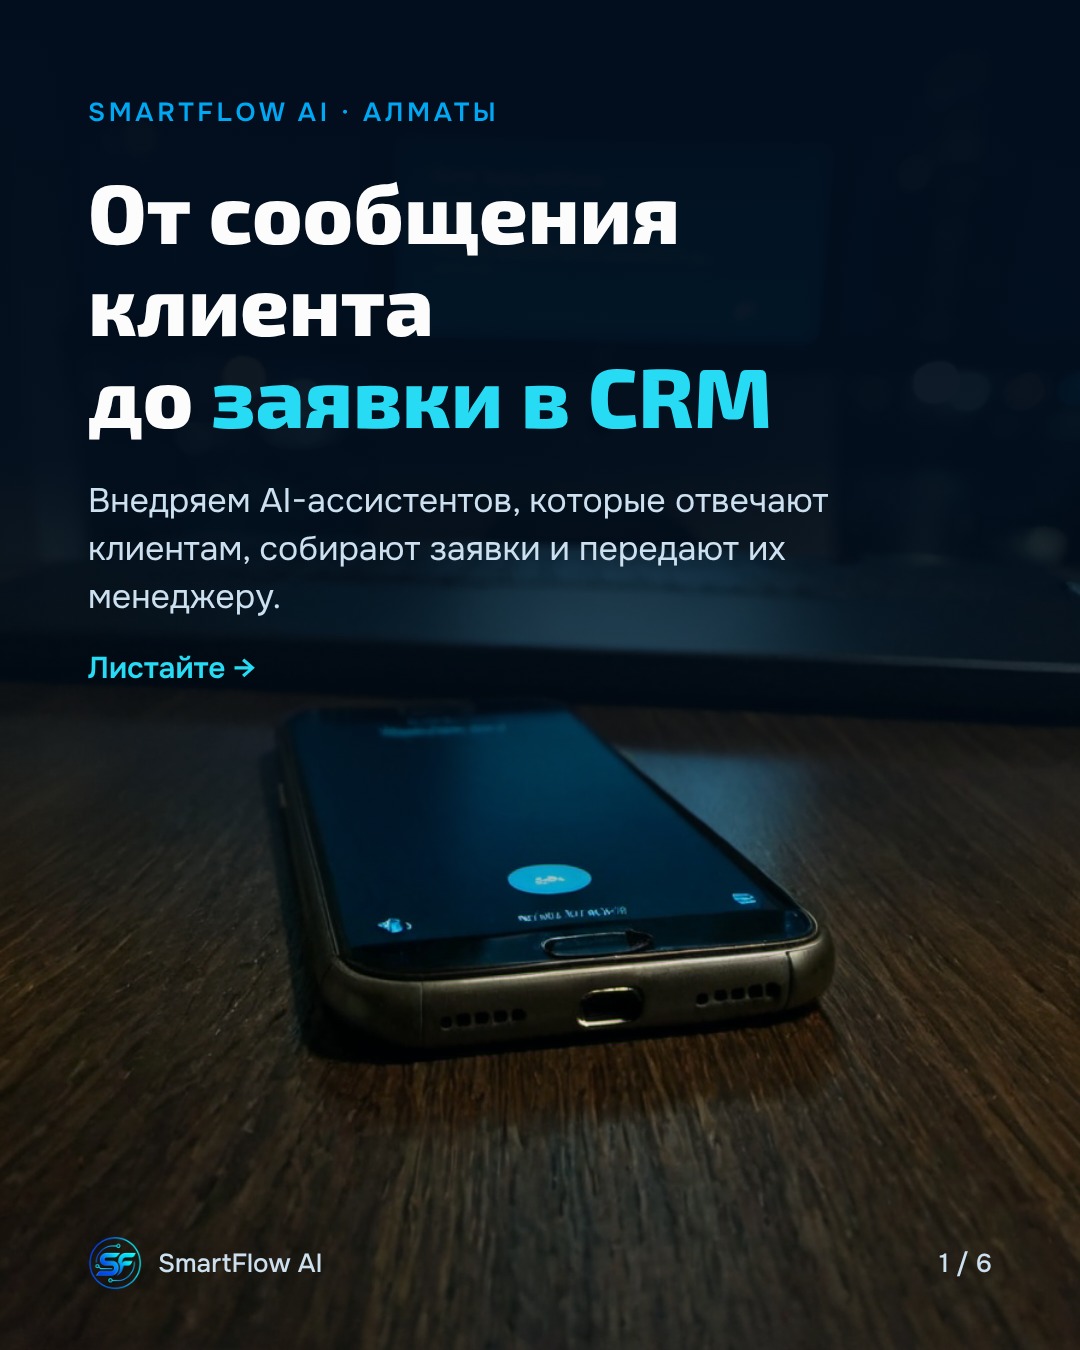 SMARTFLOW AI · АЛМАТЫ
От сообщения
клиента
до заявки в CRM
Внедряем AI-ассистентов, которые отвечают
клиентам, собирают заявки и передают их
менеджеру.
Листайте →
SF
SmartFlow AI
1 / 6